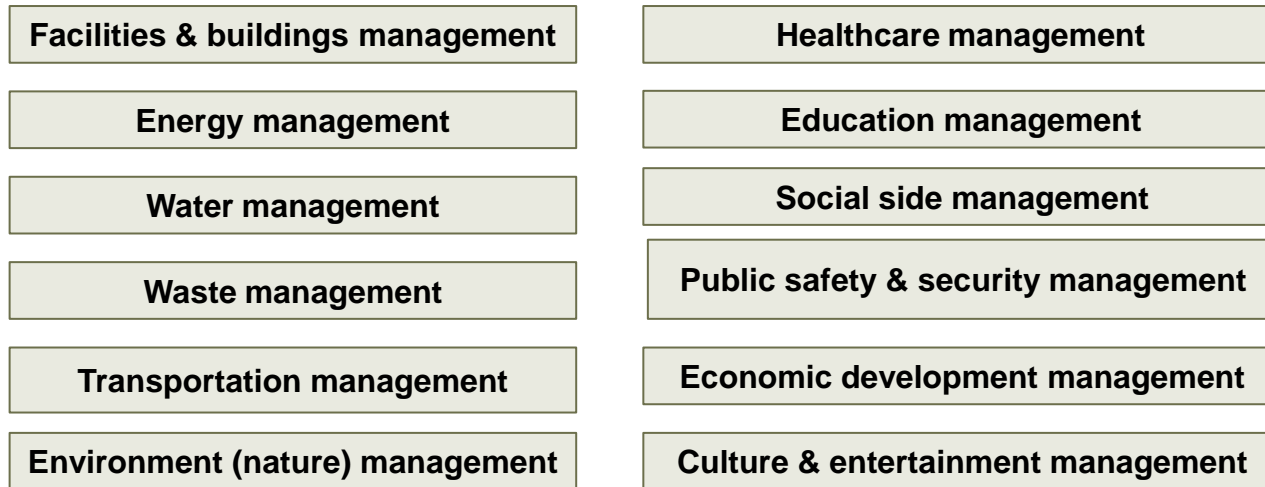 Facilities & buildings management
Energy management
Water management
Waste management
Transportation management
Environment (nature) management
Healthcare management
Education management
Social side management
Public safety & security management
Economic development management
Culture & entertainment management